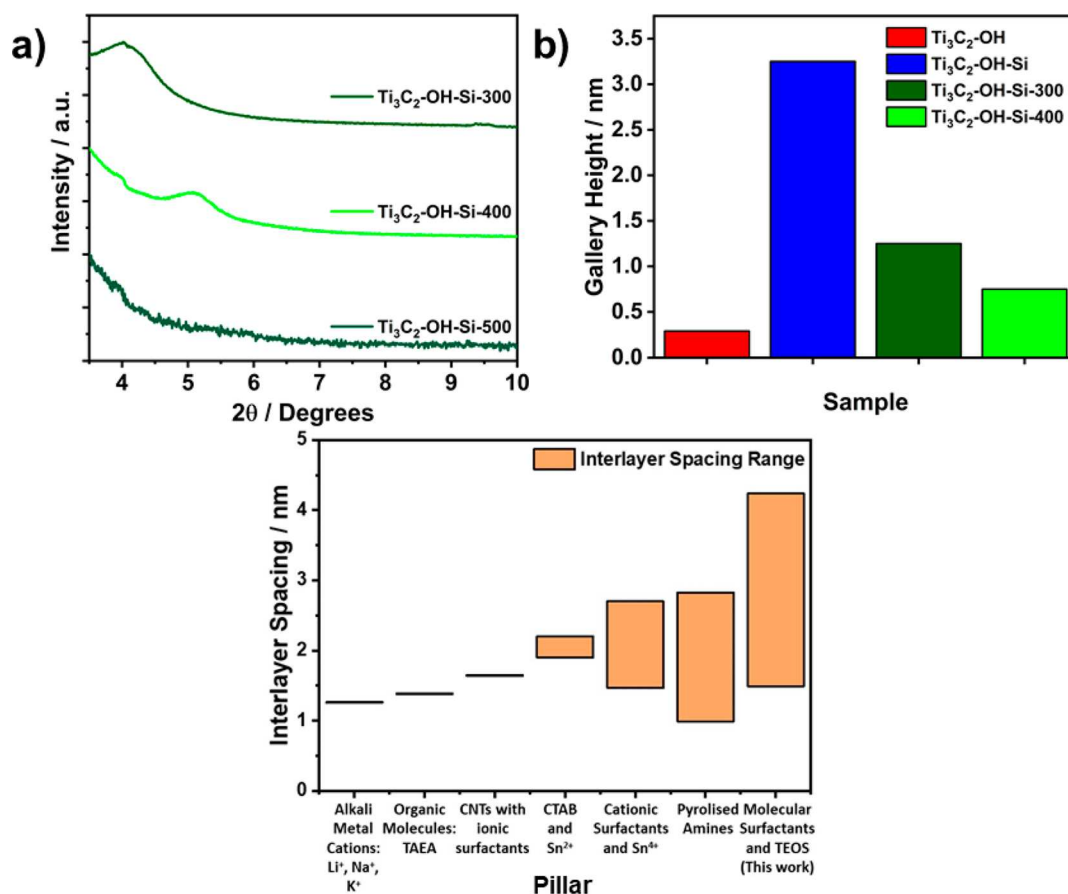 a)
Intensity / a.u.
Ti₃C₂-OH-Si-300
Ti₃C₂-OH-Si-400
Ti₃C₂-OH-Si-500
4 5 6 7 8 9 10
2θ / Degrees
b)
Gallery Height / nm
3.5
3.0
2.5
2.0
1.5
1.0
0.5
0.0
Ti₃C₂-OH
Ti₃C₂-OH-Si
Ti₃C₂-OH-Si-300
Ti₃C₂-OH-Si-400
Sample
Interlayer Spacing / nm
5
4
3
2
1
0
Interlayer Spacing Range
Alkali
Metal
Cations:
Li⁺, Na⁺,
K⁺
Organic
Molecules:
TAEA
CNTs with
ionic
surfactants
CTAB
and
Sn²⁺
Cationic
Surfactants
and Sn⁴⁺
Pyrolised
Amines
Molecular
Surfactants
and TEOS
(This work)
Pillar